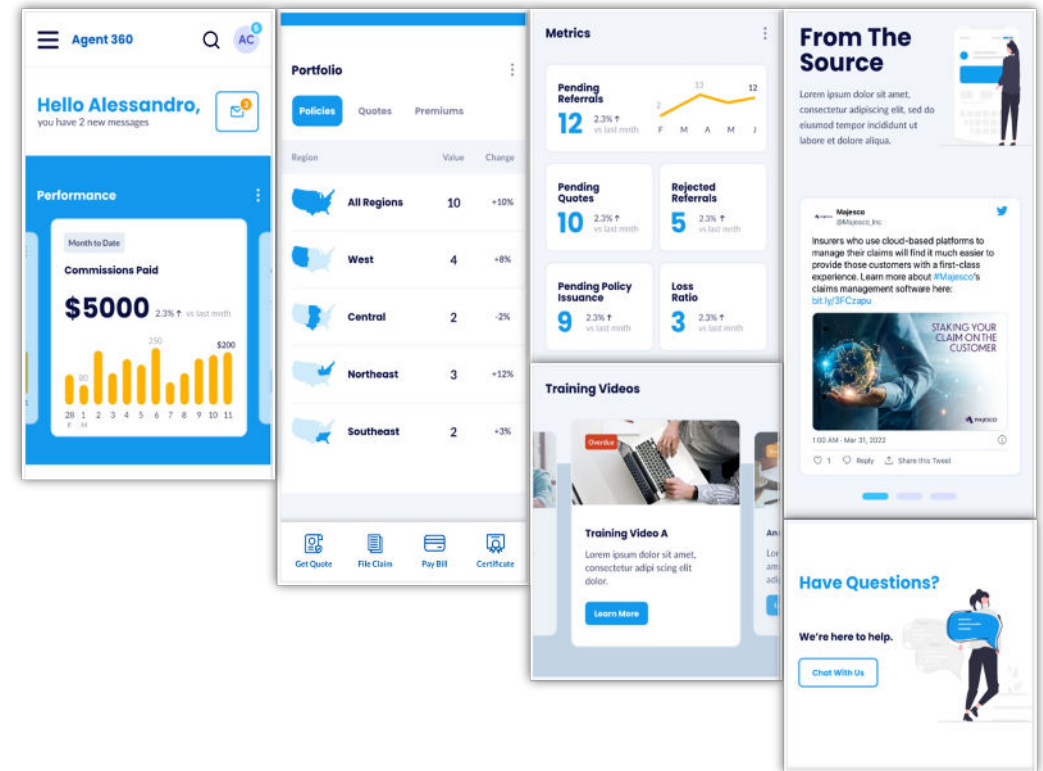 Agent 360
AC
6
Hello Alessandro,
you have 2 new messages
2
Performance
Month to Date
Commissions Paid
$5000 2.3% ↑ vs last mnth
250
$200
90
28 1 2 3 4 5 6 7 8 9 10 11
F M
Portfolio
Policies Quotes Premiums
Region Value Change
All Regions 10 +10%
West 4 +8%
Central 2 -2%
Northeast 3 +12%
Southeast 2 +3%
Get Quote File Claim Pay Bill Certificate
Metrics
Pending
Referrals
12 2.3% ↑
vs last mnth
2 13 12
F M A M J
Pending
Quotes
10 2.3% ↑
vs last mnth
Rejected
Referrals
5 2.3% ↑
vs last mnth
Pending Policy
Issuance
9 2.3% ↑
vs last mnth
Loss
Ratio
3 2.3% ↑
vs last mnth
Training Videos
Overdue
Training Video A
Lorem ipsum dolor sit amet,
consectetur adipi scing elit
dolor.
Learn More
An
Lor
am
adi
From The
Source
Lorem ipsum dolor sit amet,
consectetur adipiscing elit, sed do
eiusmod tempor incididunt ut
labore et dolore aliqua.
Majesco
@Majesco_Inc
Insurers who use cloud-based platforms to
manage their claims will find it much easier to
provide those customers with a first-class
experience. Learn more about #Majesco's
claims management software here:
bit.ly/3FCzapu
STAKING YOUR
CLAIM ON THE
CUSTOMER
MAJESCO
1:00 AM · Mar 31, 2022
1 Reply Share this Tweet
Have Questions?
We're here to help.
Chat With Us